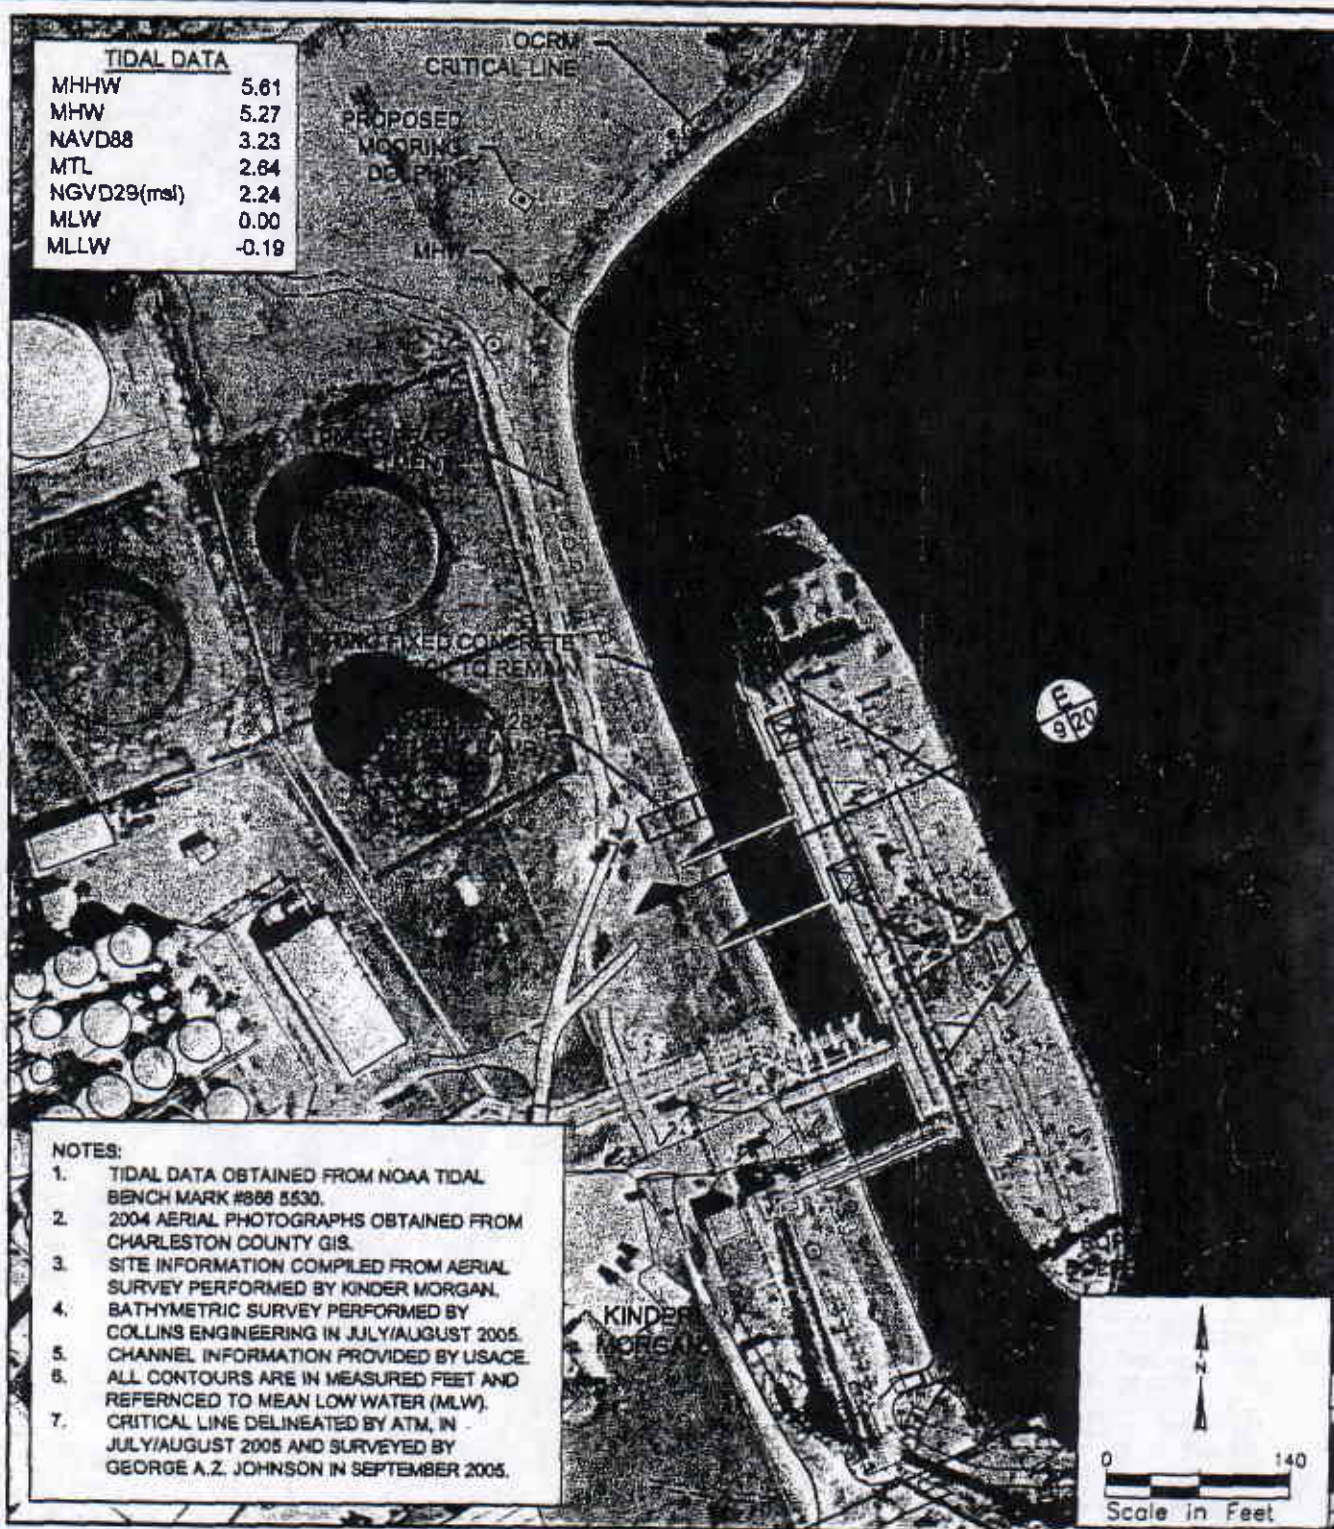 TIDAL DATA
MHHW 5.61
MHW 5.27
NAVD88 3.23
MTL 2.64
NGVD29(msl) 2.24
MLW 0.00
MLLW -0.19
OCRM
CRITICAL LINE
PROPOSED
MOORING
DOLPHIN
MHW
FIXED CONCRETE
TO REMAIN
E
9 20
KINDER
MORGAN
NOTES:
1. TIDAL DATA OBTAINED FROM NOAA TIDAL
BENCH MARK #866 5530.
2. 2004 AERIAL PHOTOGRAPHS OBTAINED FROM
CHARLESTON COUNTY GIS.
3. SITE INFORMATION COMPILED FROM AERIAL
SURVEY PERFORMED BY KINDER MORGAN.
4. BATHYMETRIC SURVEY PERFORMED BY
COLLINS ENGINEERING IN JULY/AUGUST 2005.
5. CHANNEL INFORMATION PROVIDED BY USACE.
6. ALL CONTOURS ARE IN MEASURED FEET AND
REFERNCED TO MEAN LOW WATER (MLW).
7. CRITICAL LINE DELINEATED BY ATM, IN
JULY/AUGUST 2005 AND SURVEYED BY
GEORGE A.Z. JOHNSON IN SEPTEMBER 2005.
N
0 140
Scale in Feet